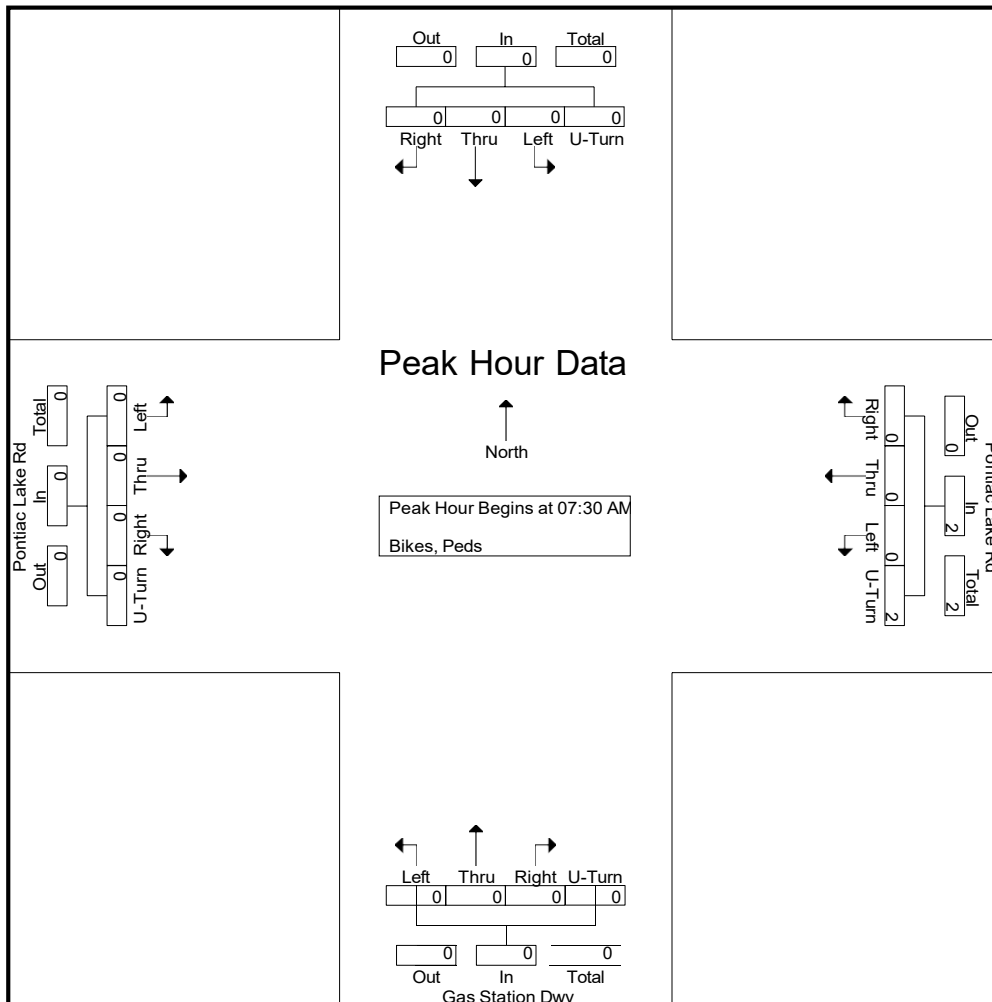 Out In Total
0 0 0
0 0 0 0
Right Thru Left U-Turn
Peak Hour Data
North
Peak Hour Begins at 07:30 AM
Bikes, Peds
Pontiac Lake Rd
Out In Total
0 0 0
0 0 0 0
U-Turn Right Thru Left
Right Thru Left U-Turn
0 0 0 2
0 2 2
Out In Total
Pontiac Lake Rd
Left Thru Right U-Turn
0 0 0 0
0 0 0
Out In Total
Gas Station Dwy